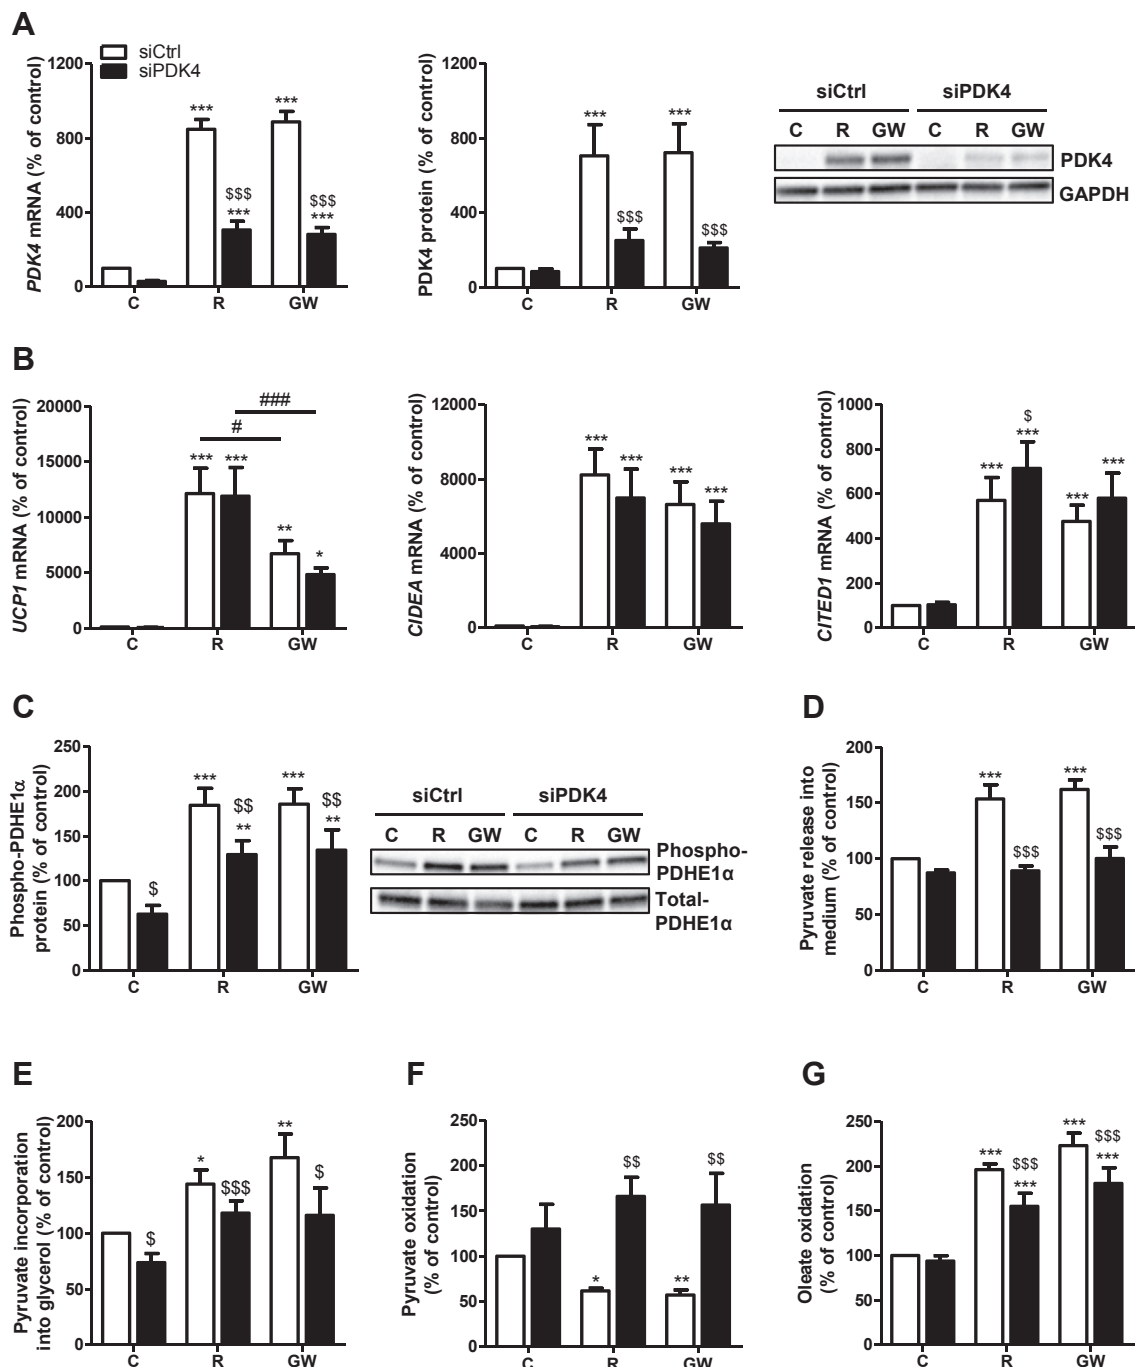 A
siCtrl
siPDK4
PDK4 mRNA (% of control)
1200
800
400
0
***
***
$$$
***
$$$
***
C R GW
PDK4 protein (% of control)
1200
800
400
0
***
***
$$$
$$$
C R GW
siCtrl siPDK4
C R GW C R GW
PDK4
GAPDH
B
UCP1 mRNA (% of control)
20000
15000
10000
5000
0
###
#
*** ***
**
*
C R GW
CIDEA mRNA (% of control)
12000
8000
4000
0
***
***
***
***
C R GW
CITED1 mRNA (% of control)
1000
800
600
400
200
0
$
***
***
***
***
C R GW
C
Phospho-PDHE1α
protein (% of control)
250
200
150
100
50
0
$
***
$$
**
***
$$
**
C R GW
siCtrl siPDK4
C R GW C R GW
Phospho-
PDHE1α
Total-
PDHE1α
D
Pyruvate release into
medium (% of control)
200
150
100
50
0
***
$$$
***
$$$
C R GW
E
Pyruvate incorporation
into glycerol (% of control)
200
150
100
50
0
$
*
$$$
**
$
C R GW
F
Pyruvate oxidation
(% of control)
250
200
150
100
50
0
*
$$
**
$$
C R GW
G
Oleate oxidation
(% of control)
250
200
150
100
50
0
***
$$$
***
***
$$$
***
C R GW